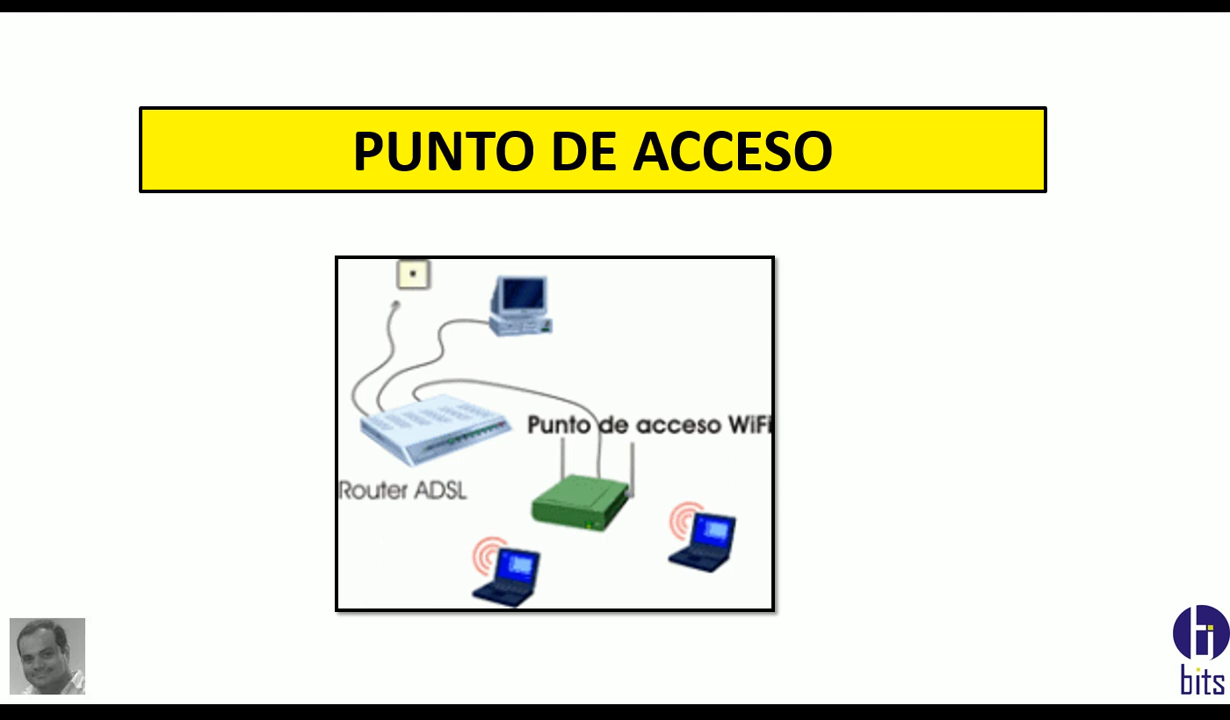 PUNTO DE ACCESO
Punto de acceso WiFi
Router ADSL
bits